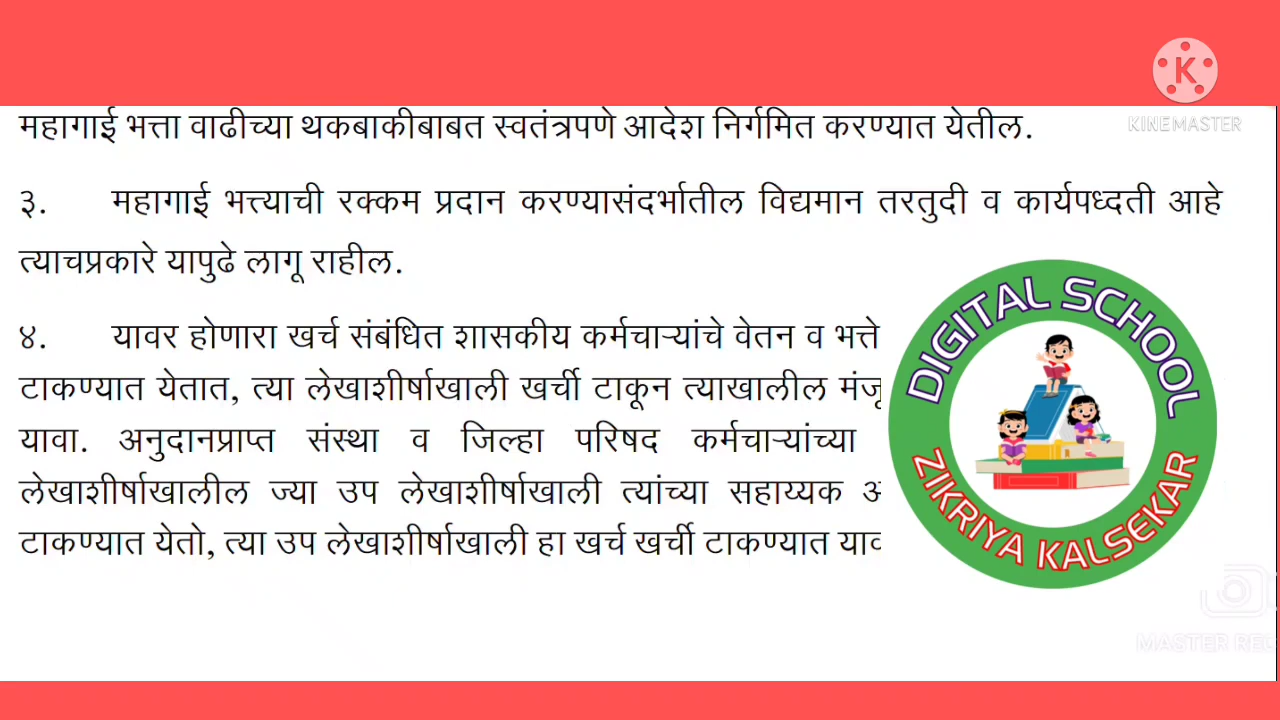 KINEMASTER
महागाई भत्ता वाढीच्या थकबाकीबाबत स्वतंत्रपणे आदेश निर्गमित करण्यात येतील.
३. महागाई भत्त्याची रक्कम प्रदान करण्यासंदर्भातील विद्यमान तरतुदी व कार्यपध्दती आहे
त्याचप्रकारे यापुढे लागू राहील.
४. यावर होणारा खर्च संबंधित शासकीय कर्मचाऱ्यांचे वेतन व भत्ते
टाकण्यात येतात, त्या लेखाशीर्षाखाली खर्ची टाकून त्याखालील
यावा. अनुदानप्राप्त संस्था व जिल्हा परिषद कर्मचाऱ्यांच्या
लेखाशीर्षाखालील ज्या उप लेखाशीर्षाखाली त्यांच्या सहाय्यक
टाकण्यात येतो, त्या उप लेखाशीर्षाखाली हा खर्च खर्ची टाकण्यात
DIGITAL SCHOOL
ZIKRIYA KALSEKAR
MASTER